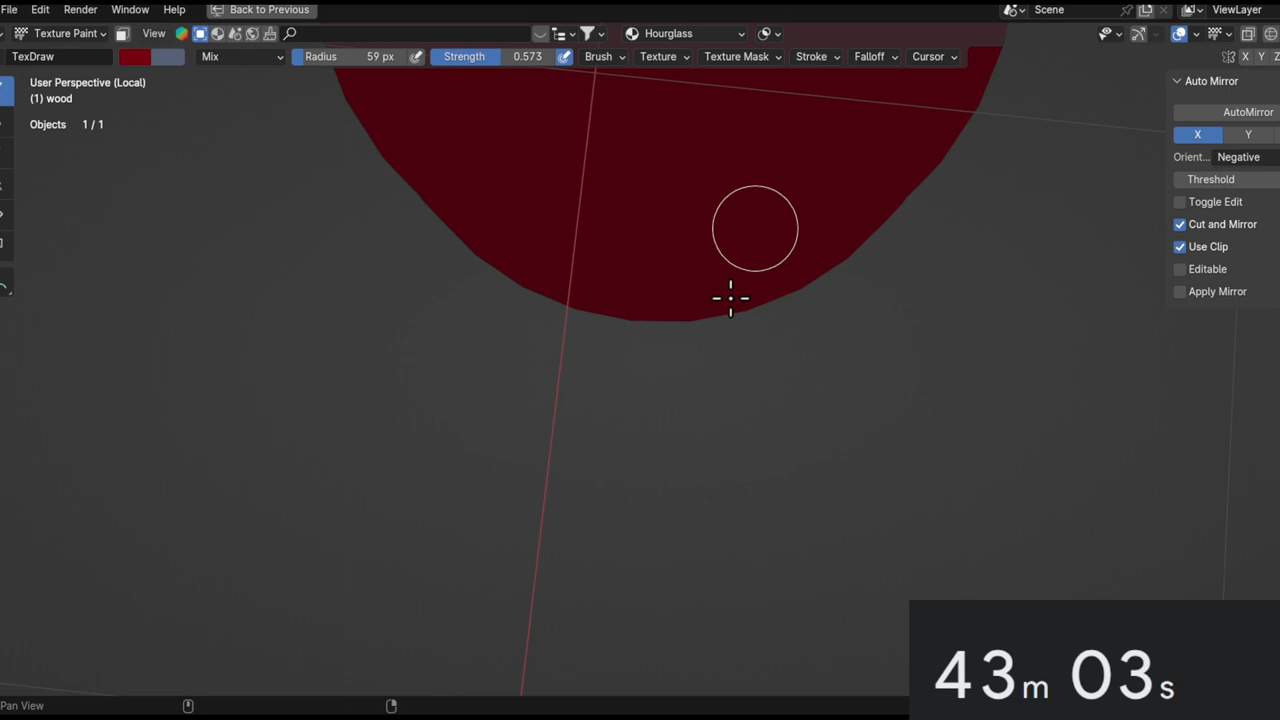 File Edit Render Window Help Back to Previous Scene ViewLayer
Texture Paint View Hourglass
TexDraw Mix Radius 59 px Strength 0.573 Brush Texture Texture Mask Stroke Falloff Cursor X Y Z
User Perspective (Local)
(1) wood
Objects 1 / 1
Auto Mirror
AutoMirror
X Y
Orient... Negative
Threshold
Toggle Edit
Cut and Mirror
Use Clip
Editable
Apply Mirror
43m 03s
Pan View